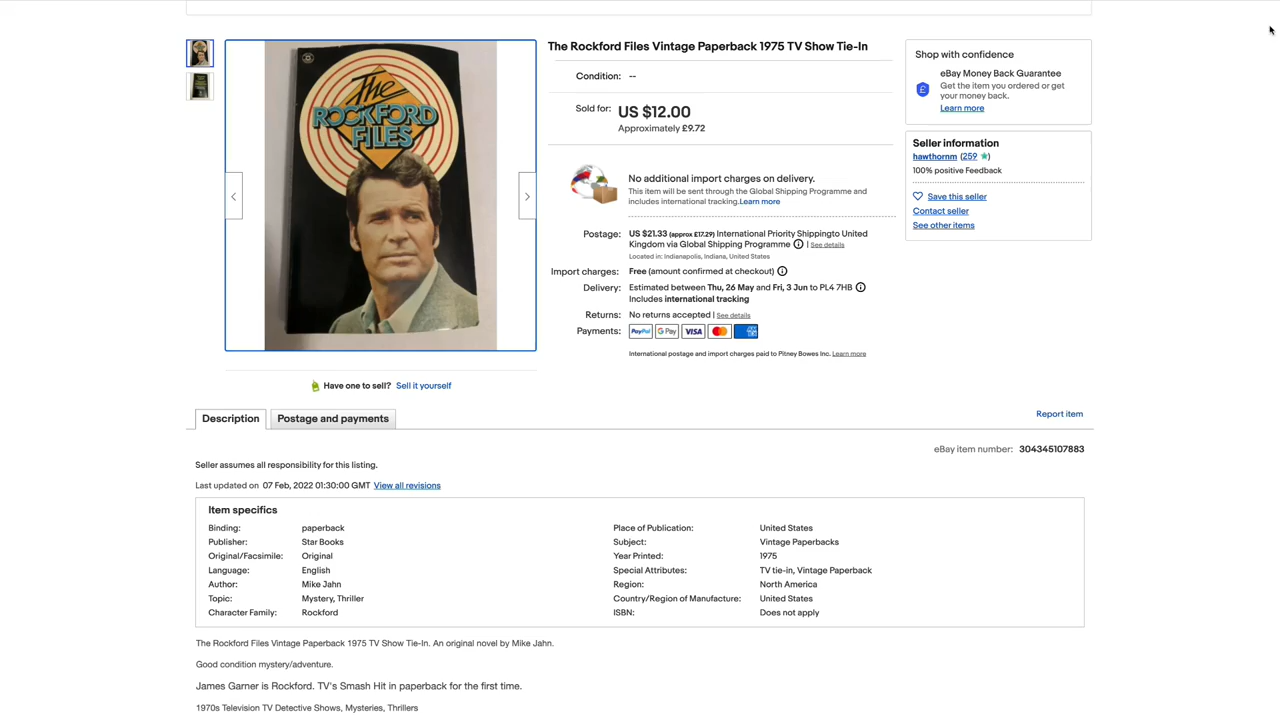 The
ROCKFORD
FILES
The Rockford Files Vintage Paperback 1975 TV Show Tie-In
Condition: --
Sold for: US $12.00
Approximately £9.72
No additional import charges on delivery.
This item will be sent through the Global Shipping Programme and
includes international tracking. Learn more
Postage: US $21.33 (approx £17.29) International Priority Shippingto United
Kingdom via Global Shipping Programme | See details
Located in: Indianapolis, Indiana, United States
Import charges: Free (amount confirmed at checkout)
Delivery: Estimated between Thu, 26 May and Fri, 3 Jun to PL4 7HB
Includes international tracking
Returns: No returns accepted | See details
Payments: PayPal G Pay VISA
International postage and import charges paid to Pitney Bowes Inc. Learn more
Shop with confidence
eBay Money Back Guarantee
Get the item you ordered or get
your money back.
Learn more
Seller information
hawthornm (259)
100% positive Feedback
Save this seller
Contact seller
See other items
Have one to sell? Sell it yourself
Description Postage and payments
Report item
eBay item number: 304345107883
Seller assumes all responsibility for this listing.
Last updated on 07 Feb, 2022 01:30:00 GMT View all revisions
Item specifics
Binding: paperback Place of Publication: United States
Publisher: Star Books Subject: Vintage Paperbacks
Original/Facsimile: Original Year Printed: 1975
Language: English Special Attributes: TV tie-in, Vintage Paperback
Author: Mike Jahn Region: North America
Topic: Mystery, Thriller Country/Region of Manufacture: United States
Character Family: Rockford ISBN: Does not apply
The Rockford Files Vintage Paperback 1975 TV Show Tie-In. An original novel by Mike Jahn.
Good condition mystery/adventure.
James Garner is Rockford. TV's Smash Hit in paperback for the first time.
1970s Television TV Detective Shows, Mysteries, Thrillers